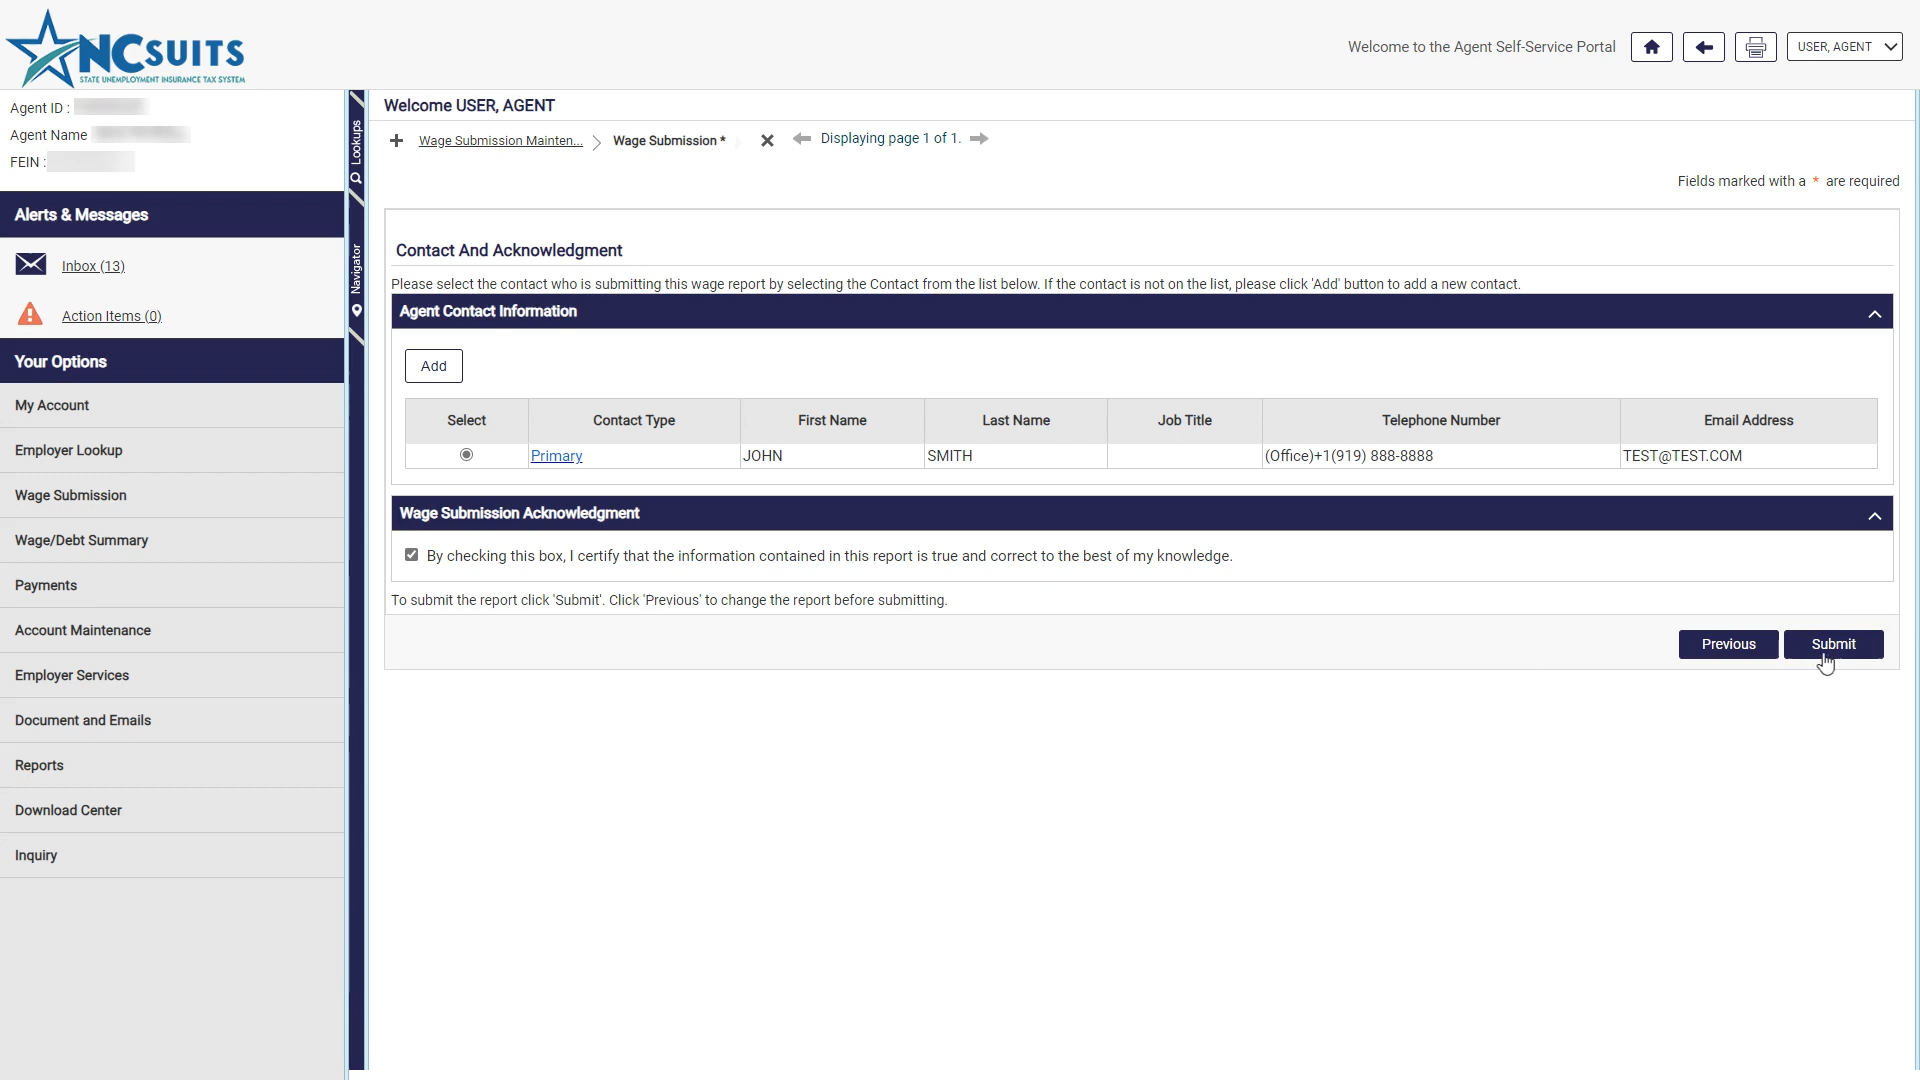 NCSUITS
STATE UNEMPLOYMENT INSURANCE TAX SYSTEM
Welcome to the Agent Self-Service Portal
USER, AGENT
Agent ID :
Agent Name
FEIN :
Alerts & Messages
Inbox (13)
Action Items (0)
Your Options
My Account
Employer Lookup
Wage Submission
Wage/Debt Summary
Payments
Account Maintenance
Employer Services
Document and Emails
Reports
Download Center
Inquiry
Lookups
Navigator
Welcome USER, AGENT
Wage Submission Mainten... Wage Submission * Displaying page 1 of 1.
Fields marked with a * are required
Contact And Acknowledgment
Please select the contact who is submitting this wage report by selecting the Contact from the list below. If the contact is not on the list, please click 'Add' button to add a new contact.
Agent Contact Information
Add
Select Contact Type First Name Last Name Job Title Telephone Number Email Address
Primary JOHN SMITH (Office)+1(919) 888-8888 TEST@TEST.COM
Wage Submission Acknowledgment
By checking this box, I certify that the information contained in this report is true and correct to the best of my knowledge.
To submit the report click 'Submit'. Click 'Previous' to change the report before submitting.
Previous Submit